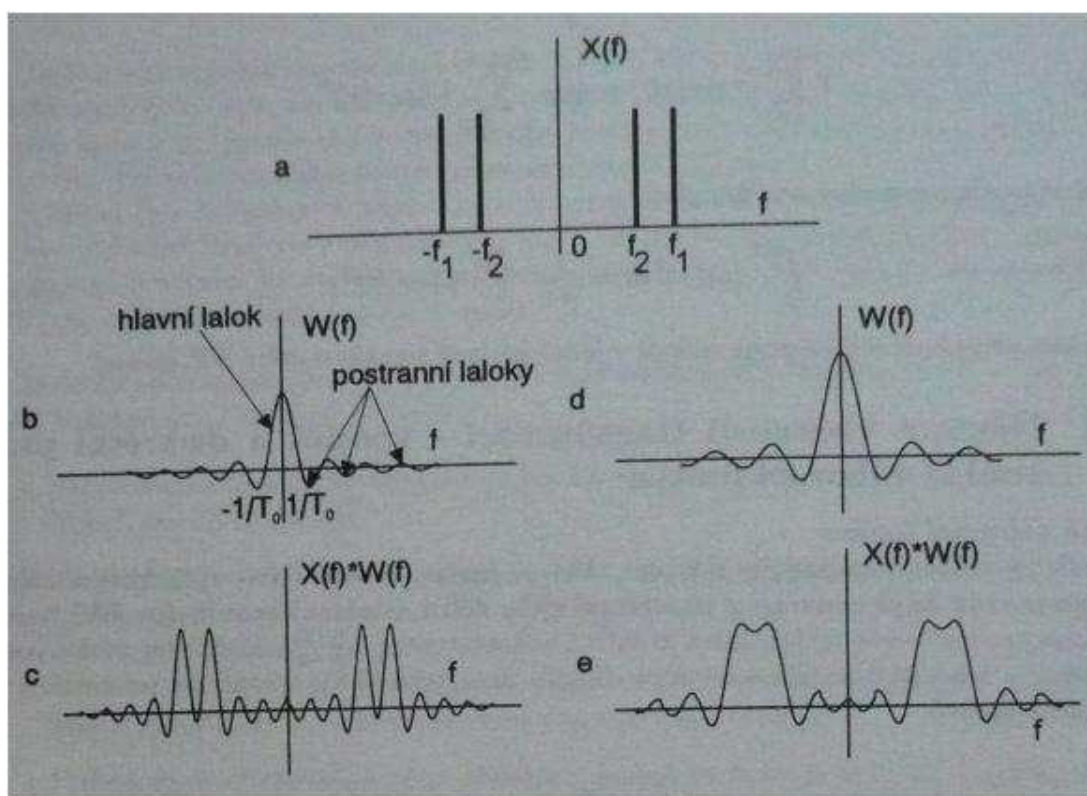 X(f)
a
f
-f₁
-f₂
0
f₂
f₁
hlavní lalok
W(f)
postranní laloky
b
f
-1/T₀
1/T₀
W(f)
d
f
X(f)*W(f)
c
f
X(f)*W(f)
e
f